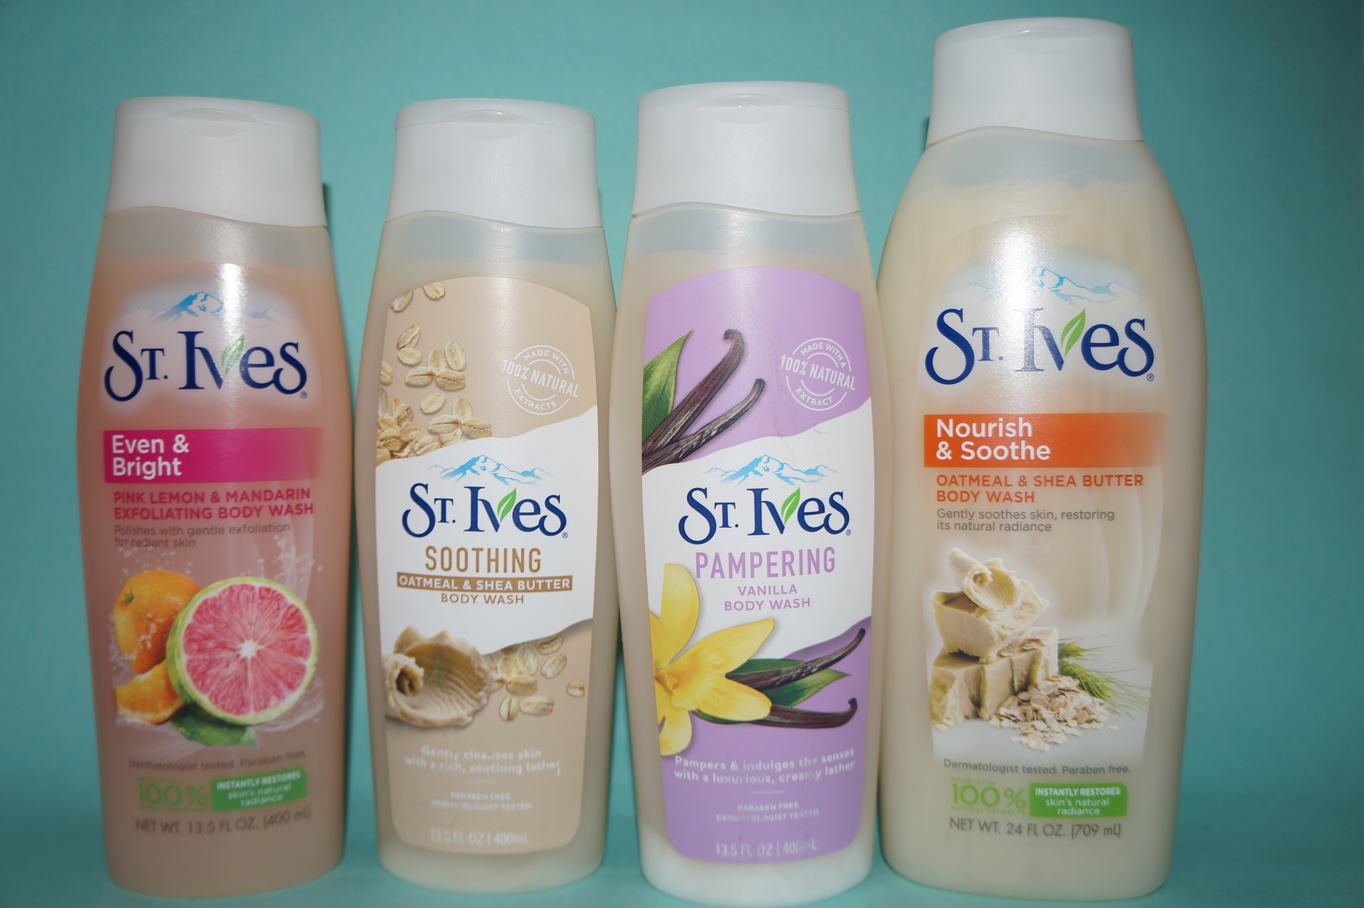 St. Ives®
Even &
Bright
PINK LEMON & MANDARIN
EXFOLIATING BODY WASH
Polishes with gentle exfoliation
for radiant skin
Dermatologist tested. Paraben free.
100%
INSTANTLY RESTORES
skin's natural
radiance
NET WT. 13.5 FL OZ. (400 mL)
MADE WITH
100% NATURAL
EXTRACTS
St. Ives®
SOOTHING
OATMEAL & SHEA BUTTER
BODY WASH
Gently cleanses skin
with a rich, soothing lather
PARABEN FREE
DERMATOLOGIST TESTED
13.5 FL OZ | 400mL
MADE WITH A
100% NATURAL
EXTRACT
St. Ives®
PAMPERING
VANILLA
BODY WASH
Pampers & indulges the senses
with a luxurious, creamy lather
PARABEN FREE
DERMATOLOGIST TESTED
13.5 FL OZ | 400mL
St. Ives®
Nourish
& Soothe
OATMEAL & SHEA BUTTER
BODY WASH
Gently soothes skin, restoring
its natural radiance
Dermatologist tested. Paraben free.
100%
INSTANTLY RESTORES
skin's natural
radiance
NET WT. 24 FL OZ. (709 mL)